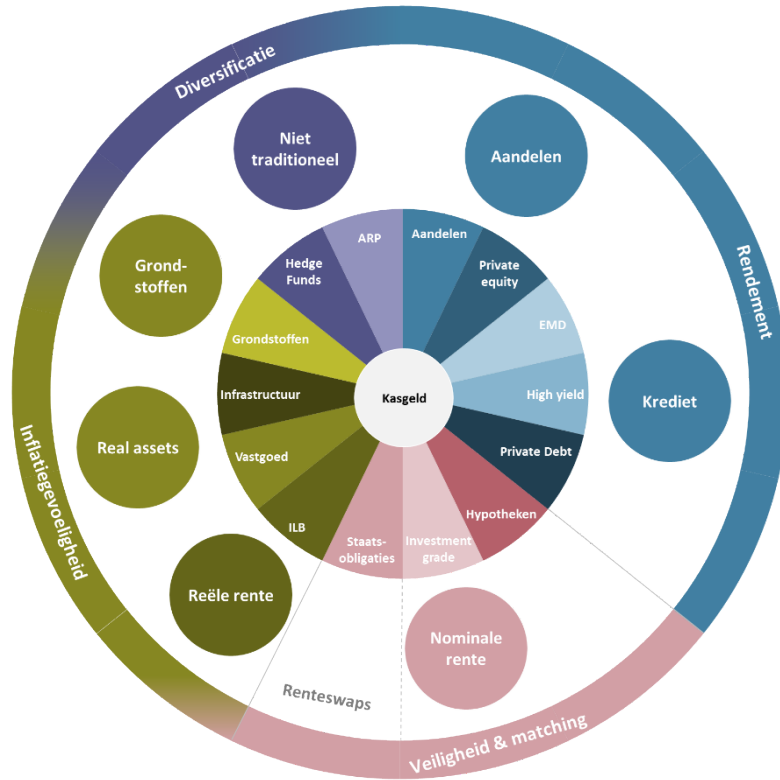 Diversificatie
Niet
traditioneel
Aandelen
Grond-
stoffen
Rendement
ARP
Aandelen
Hedge
Funds
Private
equity
Grondstoffen
EMD
Infrastructuur
Kasgeld
High yield
Krediet
Real assets
Vastgoed
Private Debt
Inflatiegevoeligheid
ILB
Hypotheken
Staats-
obligaties
Investment
grade
Reële rente
Nominale
rente
Renteswaps
Veiligheid & matching